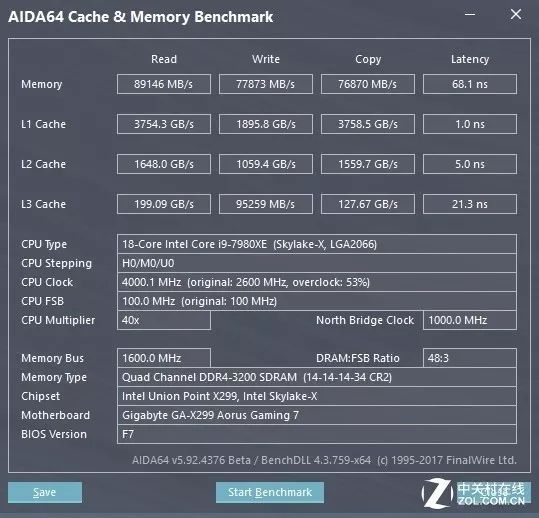 AIDA64 Cache & Memory Benchmark
Read Write Copy Latency
Memory 89146 MB/s 77873 MB/s 76870 MB/s 68.1 ns
L1 Cache 3754.3 GB/s 1895.8 GB/s 3758.5 GB/s 1.0 ns
L2 Cache 1648.0 GB/s 1059.4 GB/s 1559.7 GB/s 5.0 ns
L3 Cache 199.09 GB/s 95259 MB/s 127.67 GB/s 21.3 ns
CPU Type 18-Core Intel Core i9-7980XE (Skylake-X, LGA2066)
CPU Stepping H0/M0/U0
CPU Clock 4000.1 MHz (original: 2600 MHz, overclock: 53%)
CPU FSB 100.0 MHz (original: 100 MHz)
CPU Multiplier 40x North Bridge Clock 1000.0 MHz
Memory Bus 1600.0 MHz DRAM:FSB Ratio 48:3
Memory Type Quad Channel DDR4-3200 SDRAM (14-14-14-34 CR2)
Chipset Intel Union Point X299, Intel Skylake-X
Motherboard Gigabyte GA-X299 Aorus Gaming 7
BIOS Version F7
AIDA64 v5.92.4376 Beta / BenchDLL 4.3.759-x64 (c) 1995-2017 FinalWire Ltd.
Save Start Benchmark
中关村在线
ZOL.COM.CN